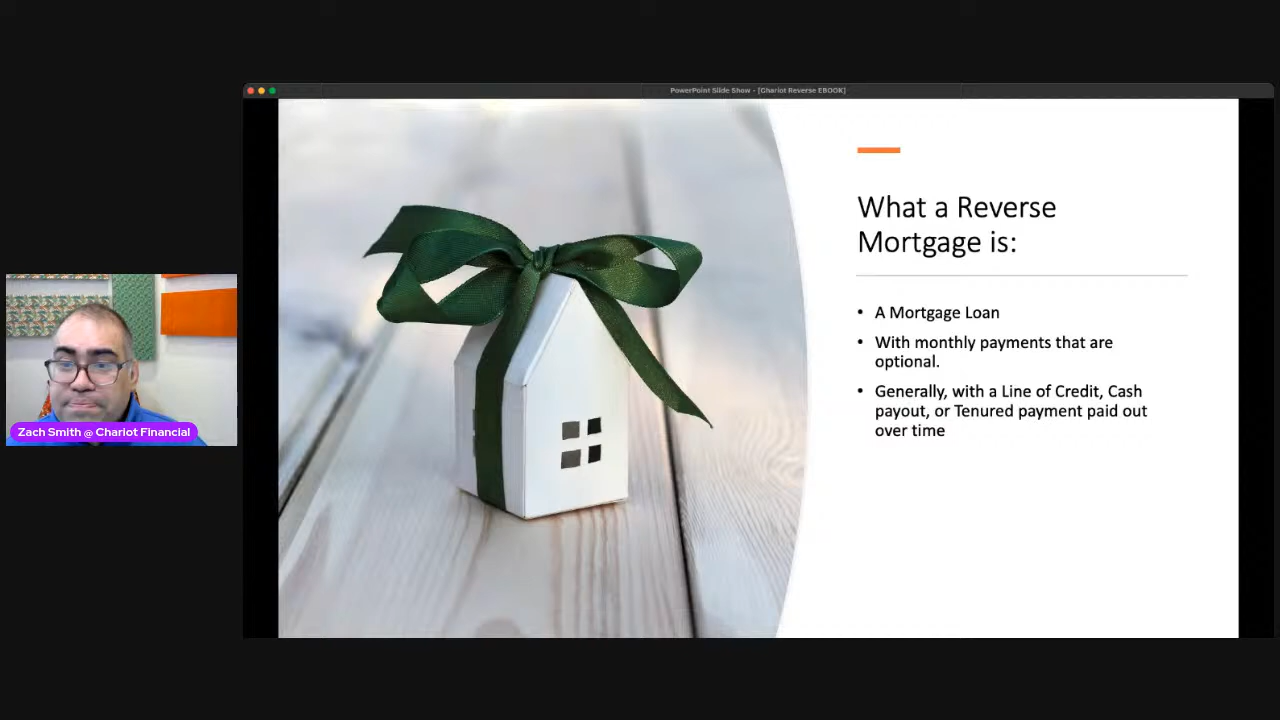 PowerPoint Slide Show - [Chariot Reverse EBOOK]
What a Reverse
Mortgage is:
• A Mortgage Loan
• With monthly payments that are
optional.
• Generally, with a Line of Credit, Cash
payout, or Tenured payment paid out
over time
Zach Smith @ Chariot Financial